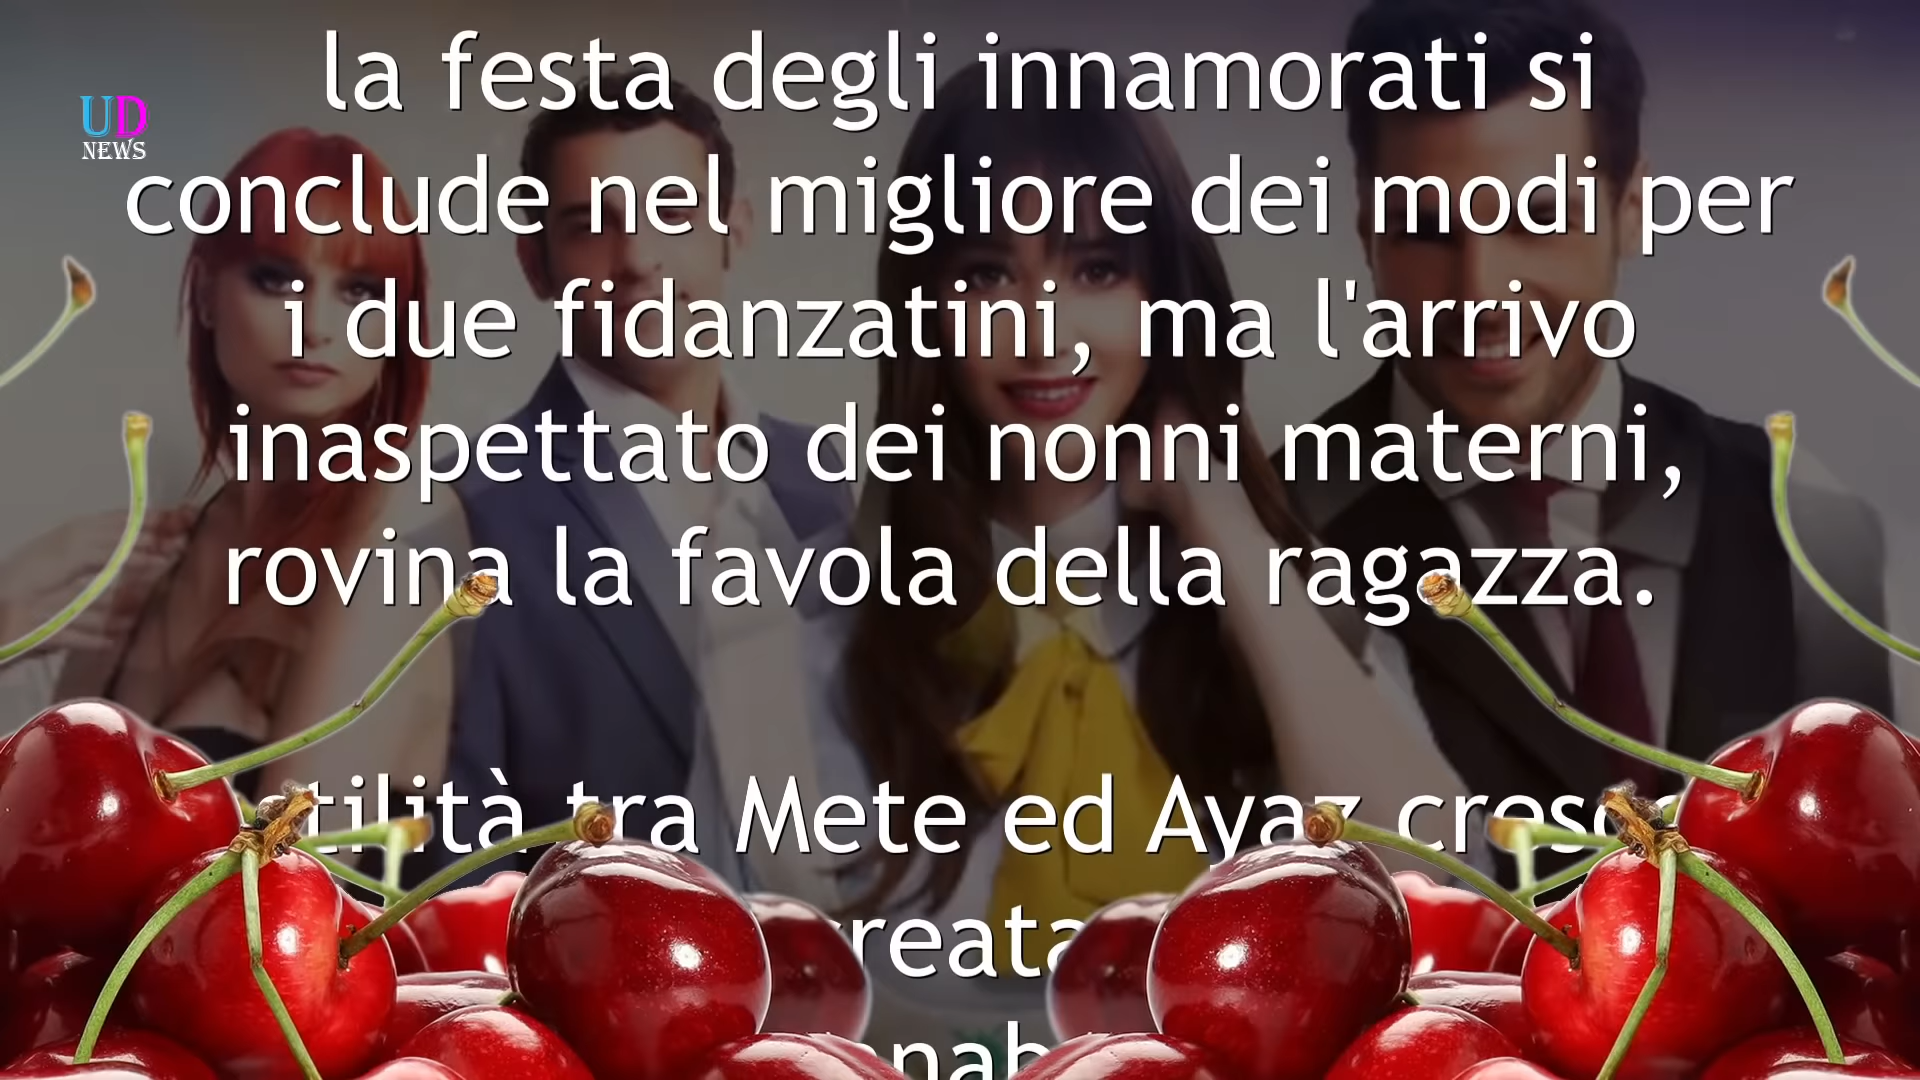 UD
NEWS
la festa degli innamorati si
conclude nel migliore dei modi per
i due fidanzatini, ma l'arrivo
inaspettato dei nonni materni,
rovina la favola della ragazza.
tra Mete ed Ayaz